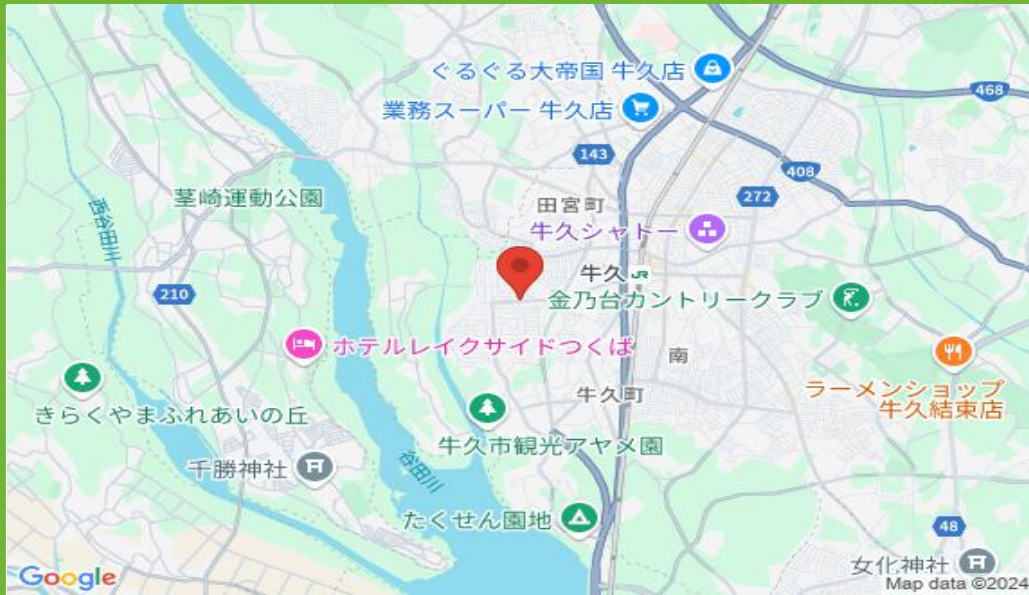 ぐるぐる大帝国 牛久店
468
業務スーパー 牛久店
143
408
茎崎運動公園
272
田宮町
西谷田川
牛久シャトー
牛久 JR
210
金乃台カントリークラブ
ホテルレイクサイドつくば
南
ラーメンショップ
牛久結束店
きらくやまふれあいの丘
牛久町
牛久市観光アヤメ園
千勝神社
谷田川
たくせん園地
48
女化神社
Google
Map data ©2024